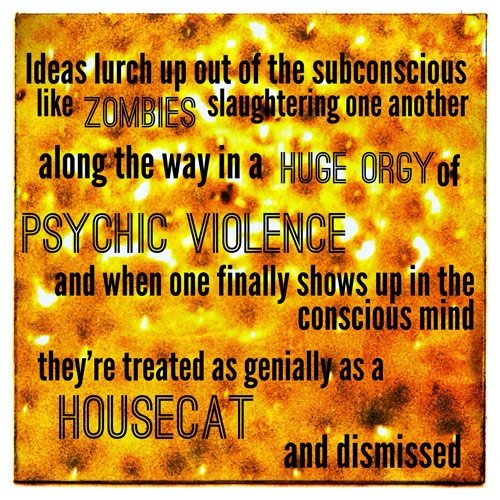 Ideas lurch up out of the subconscious
like ZOMBIES slaughtering one another
along the way in a HUGE ORGY of
PSYCHIC VIOLENCE
and when one finally shows up in the
conscious mind
they're treated as genially as a
HOUSECAT
and dismissed